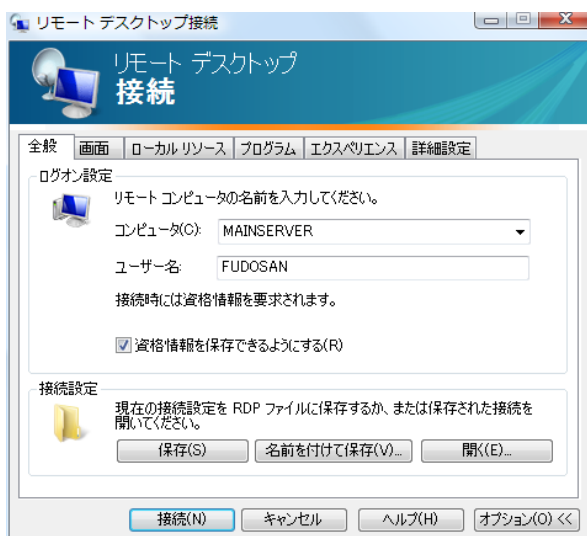 リモート デスクトップ接続
リモート デスクトップ
接続
全般 画面 ローカル リソース プログラム エクスペリエンス 詳細設定
ログオン設定
リモート コンピュータの名前を入力してください。
コンピュータ(C): MAINSERVER
ユーザー名: FUDOSAN
接続時には資格情報を要求されます。
資格情報を保存できるようにする(R)
接続設定
現在の接続設定を RDP ファイルに保存するか、または保存された接続を
開いてください。
保存(S) 名前を付けて保存(V)... 開く(E)...
接続(N) キャンセル ヘルプ(H) オプション(O) <<